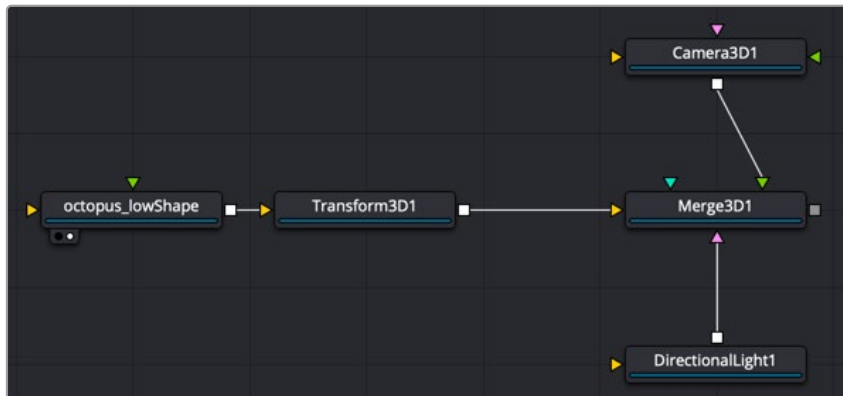 Camera3D1
octopus_lowShape
Transform3D1
Merge3D1
DirectionalLight1